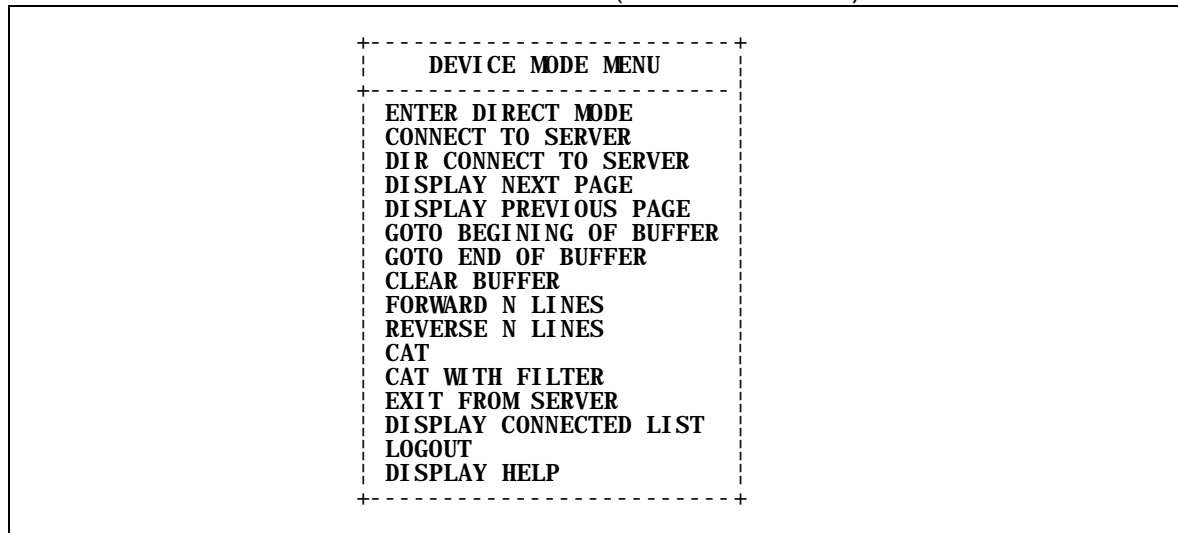 DEVICE MODE MENU
ENTER DIRECT MODE
CONNECT TO SERVER
DIR CONNECT TO SERVER
DISPLAY NEXT PAGE
DISPLAY PREVIOUS PAGE
GOTO BEGINING OF BUFFER
GOTO END OF BUFFER
CLEAR BUFFER
FORWARD N LINES
REVERSE N LINES
CAT
CAT WITH FILTER
EXIT FROM SERVER
DISPLAY CONNECTED LIST
LOGOUT
DISPLAY HELP